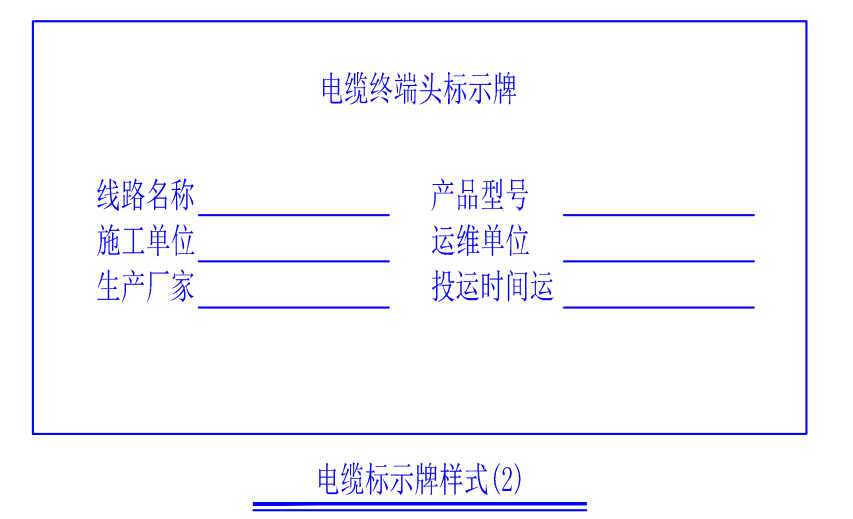 电缆终端头标示牌
线路名称 产品型号
施工单位 运维单位
生产厂家 投运时间运
电缆标示牌样式(2)